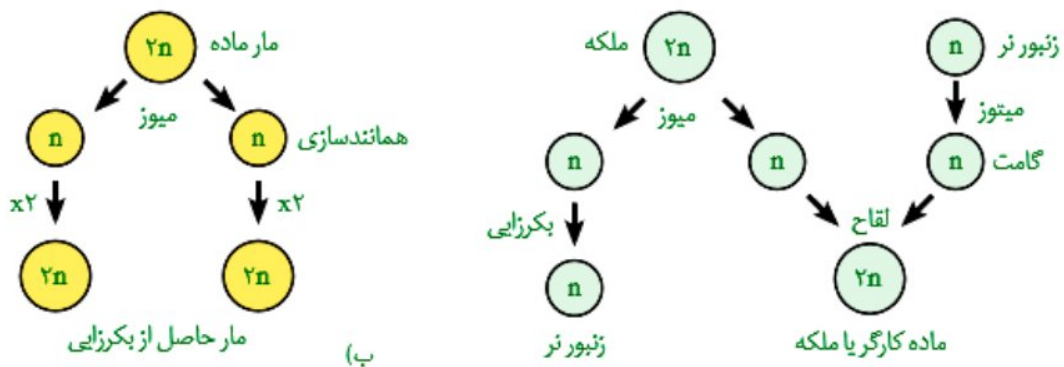 زنبور نر
n
میتوز
n
گامت
ملکه
۲n
میوز
n
n
لقاح
بکرزایی
n
۲n
زنبور نر
ماده کارگر یا ملکه
مار ماده
۲n
میوز
n
n
همانندسازی
x۲
x۲
۲n
۲n
مار حاصل از بکرزایی
ب)